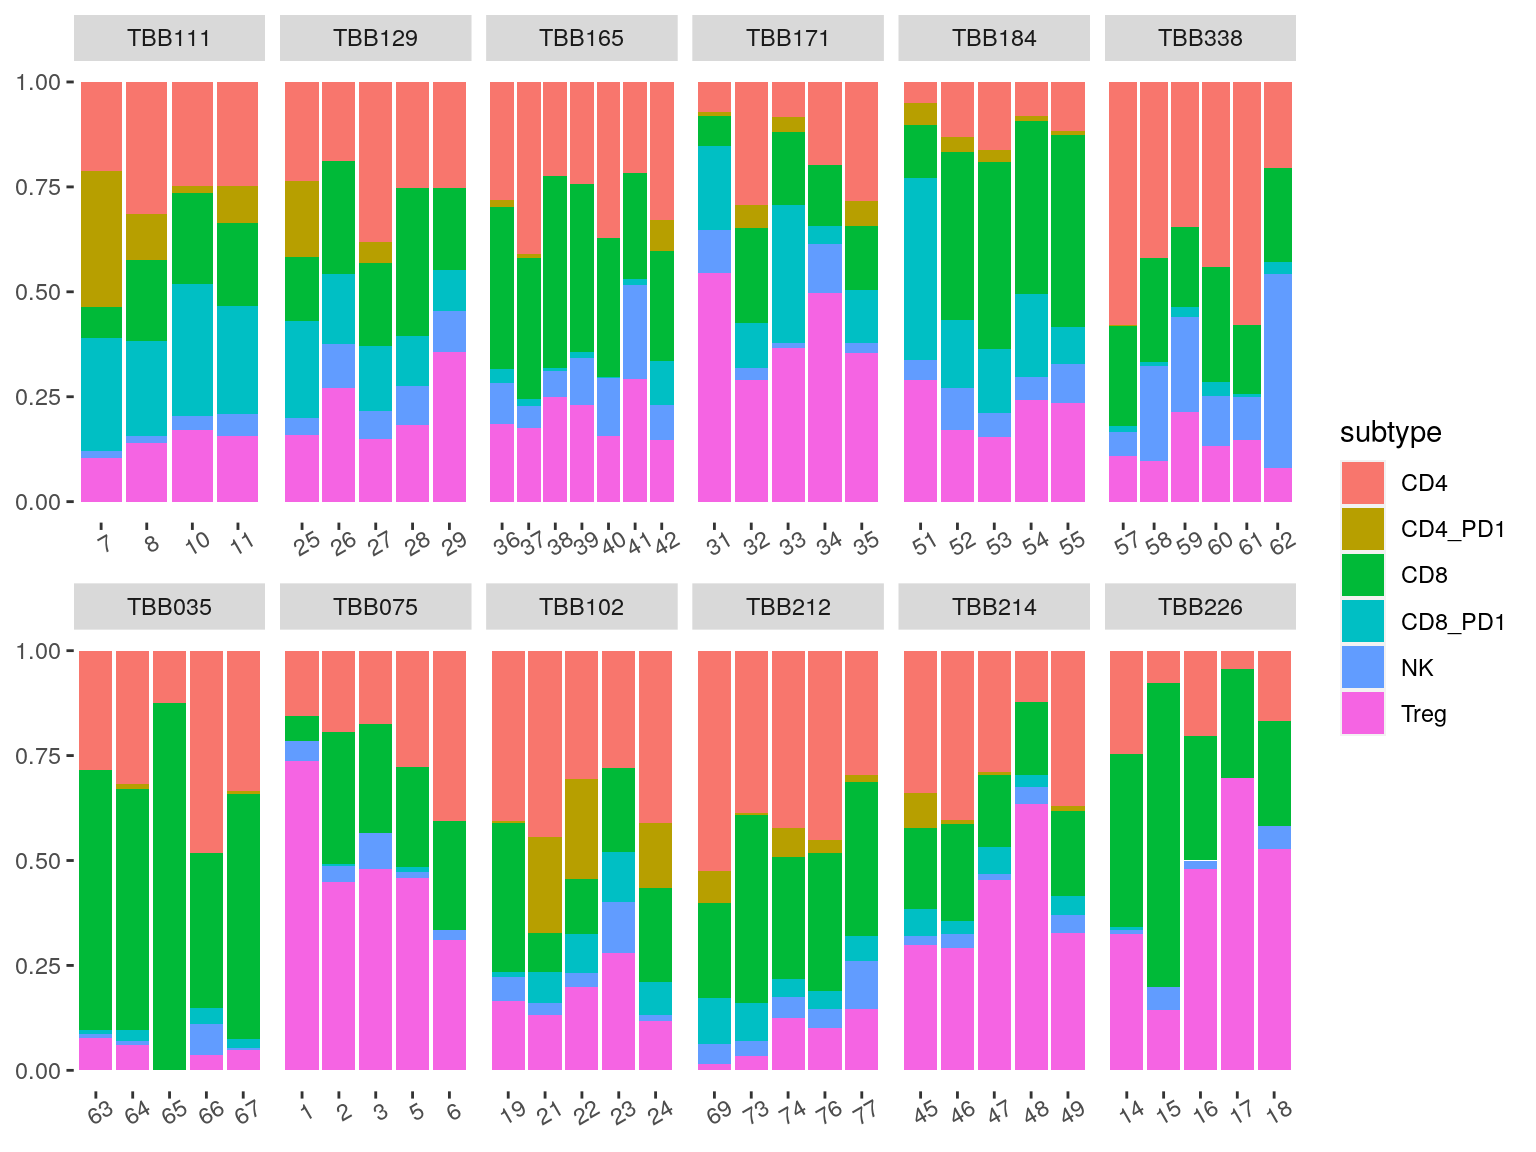 TBB111 TBB129 TBB165 TBB171 TBB184 TBB338
1.00
0.75
0.50
0.25
0.00
7 8 10 11 25 26 27 28 29 36 37 38 39 40 41 42 31 32 33 34 35 51 52 53 54 55 57 58 59 60 61 62
TBB035 TBB075 TBB102 TBB212 TBB214 TBB226
1.00
0.75
0.50
0.25
0.00
63 64 65 66 67 1 2 3 5 6 19 21 22 23 24 69 73 74 76 77 45 46 47 48 49 14 15 16 17 18
subtype
CD4
CD4_PD1
CD8
CD8_PD1
NK
Treg